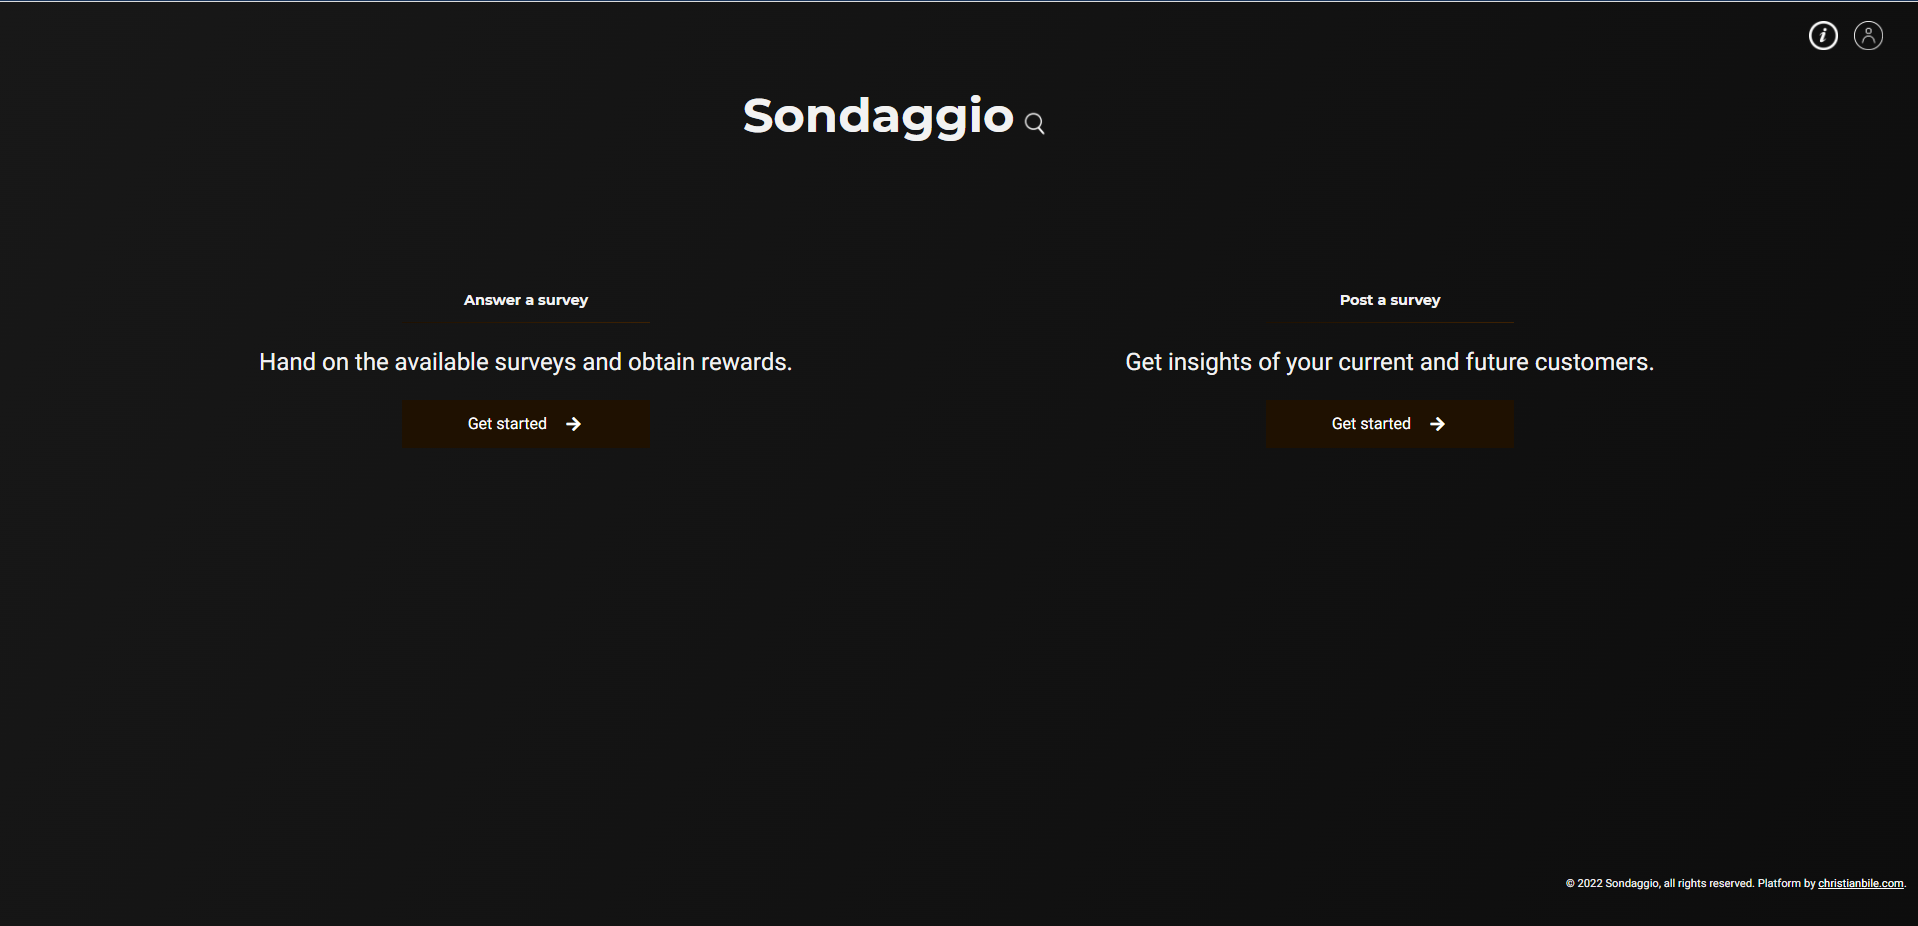 i
Sondaggio
Answer a survey
Hand on the available surveys and obtain rewards.
Get started
Post a survey
Get insights of your current and future customers.
Get started
© 2022 Sondaggio, all rights reserved. Platform by christianbile.com.